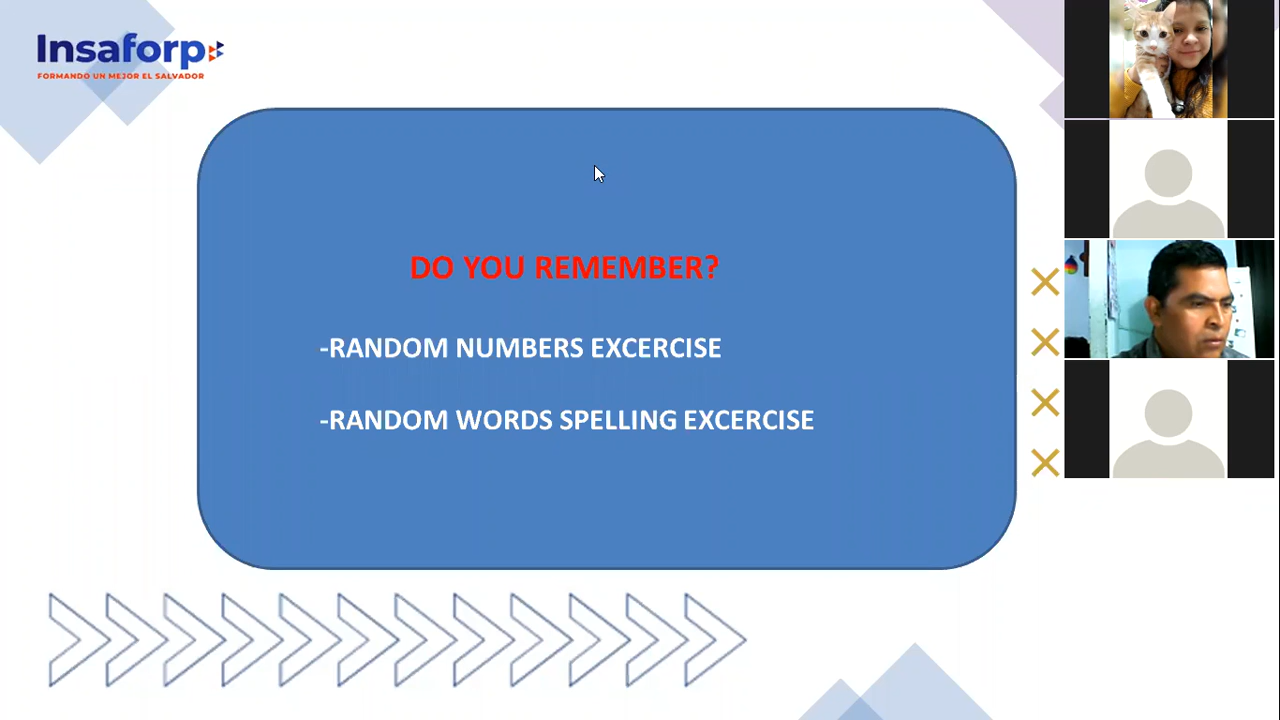 Insaforp
FORMANDO UN MEJOR EL SALVADOR
DO YOU REMEMBER?
-RANDOM NUMBERS EXCERCISE
-RANDOM WORDS SPELLING EXCERCISE